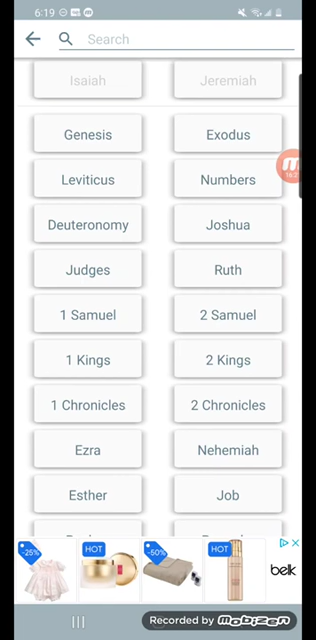 6:19
Search
Isaiah Jeremiah
Genesis Exodus
Leviticus Numbers
Deuteronomy Joshua
Judges Ruth
1 Samuel 2 Samuel
1 Kings 2 Kings
1 Chronicles 2 Chronicles
Ezra Nehemiah
Esther Job
-25% HOT -50% HOT belk
Recorded by mobizen